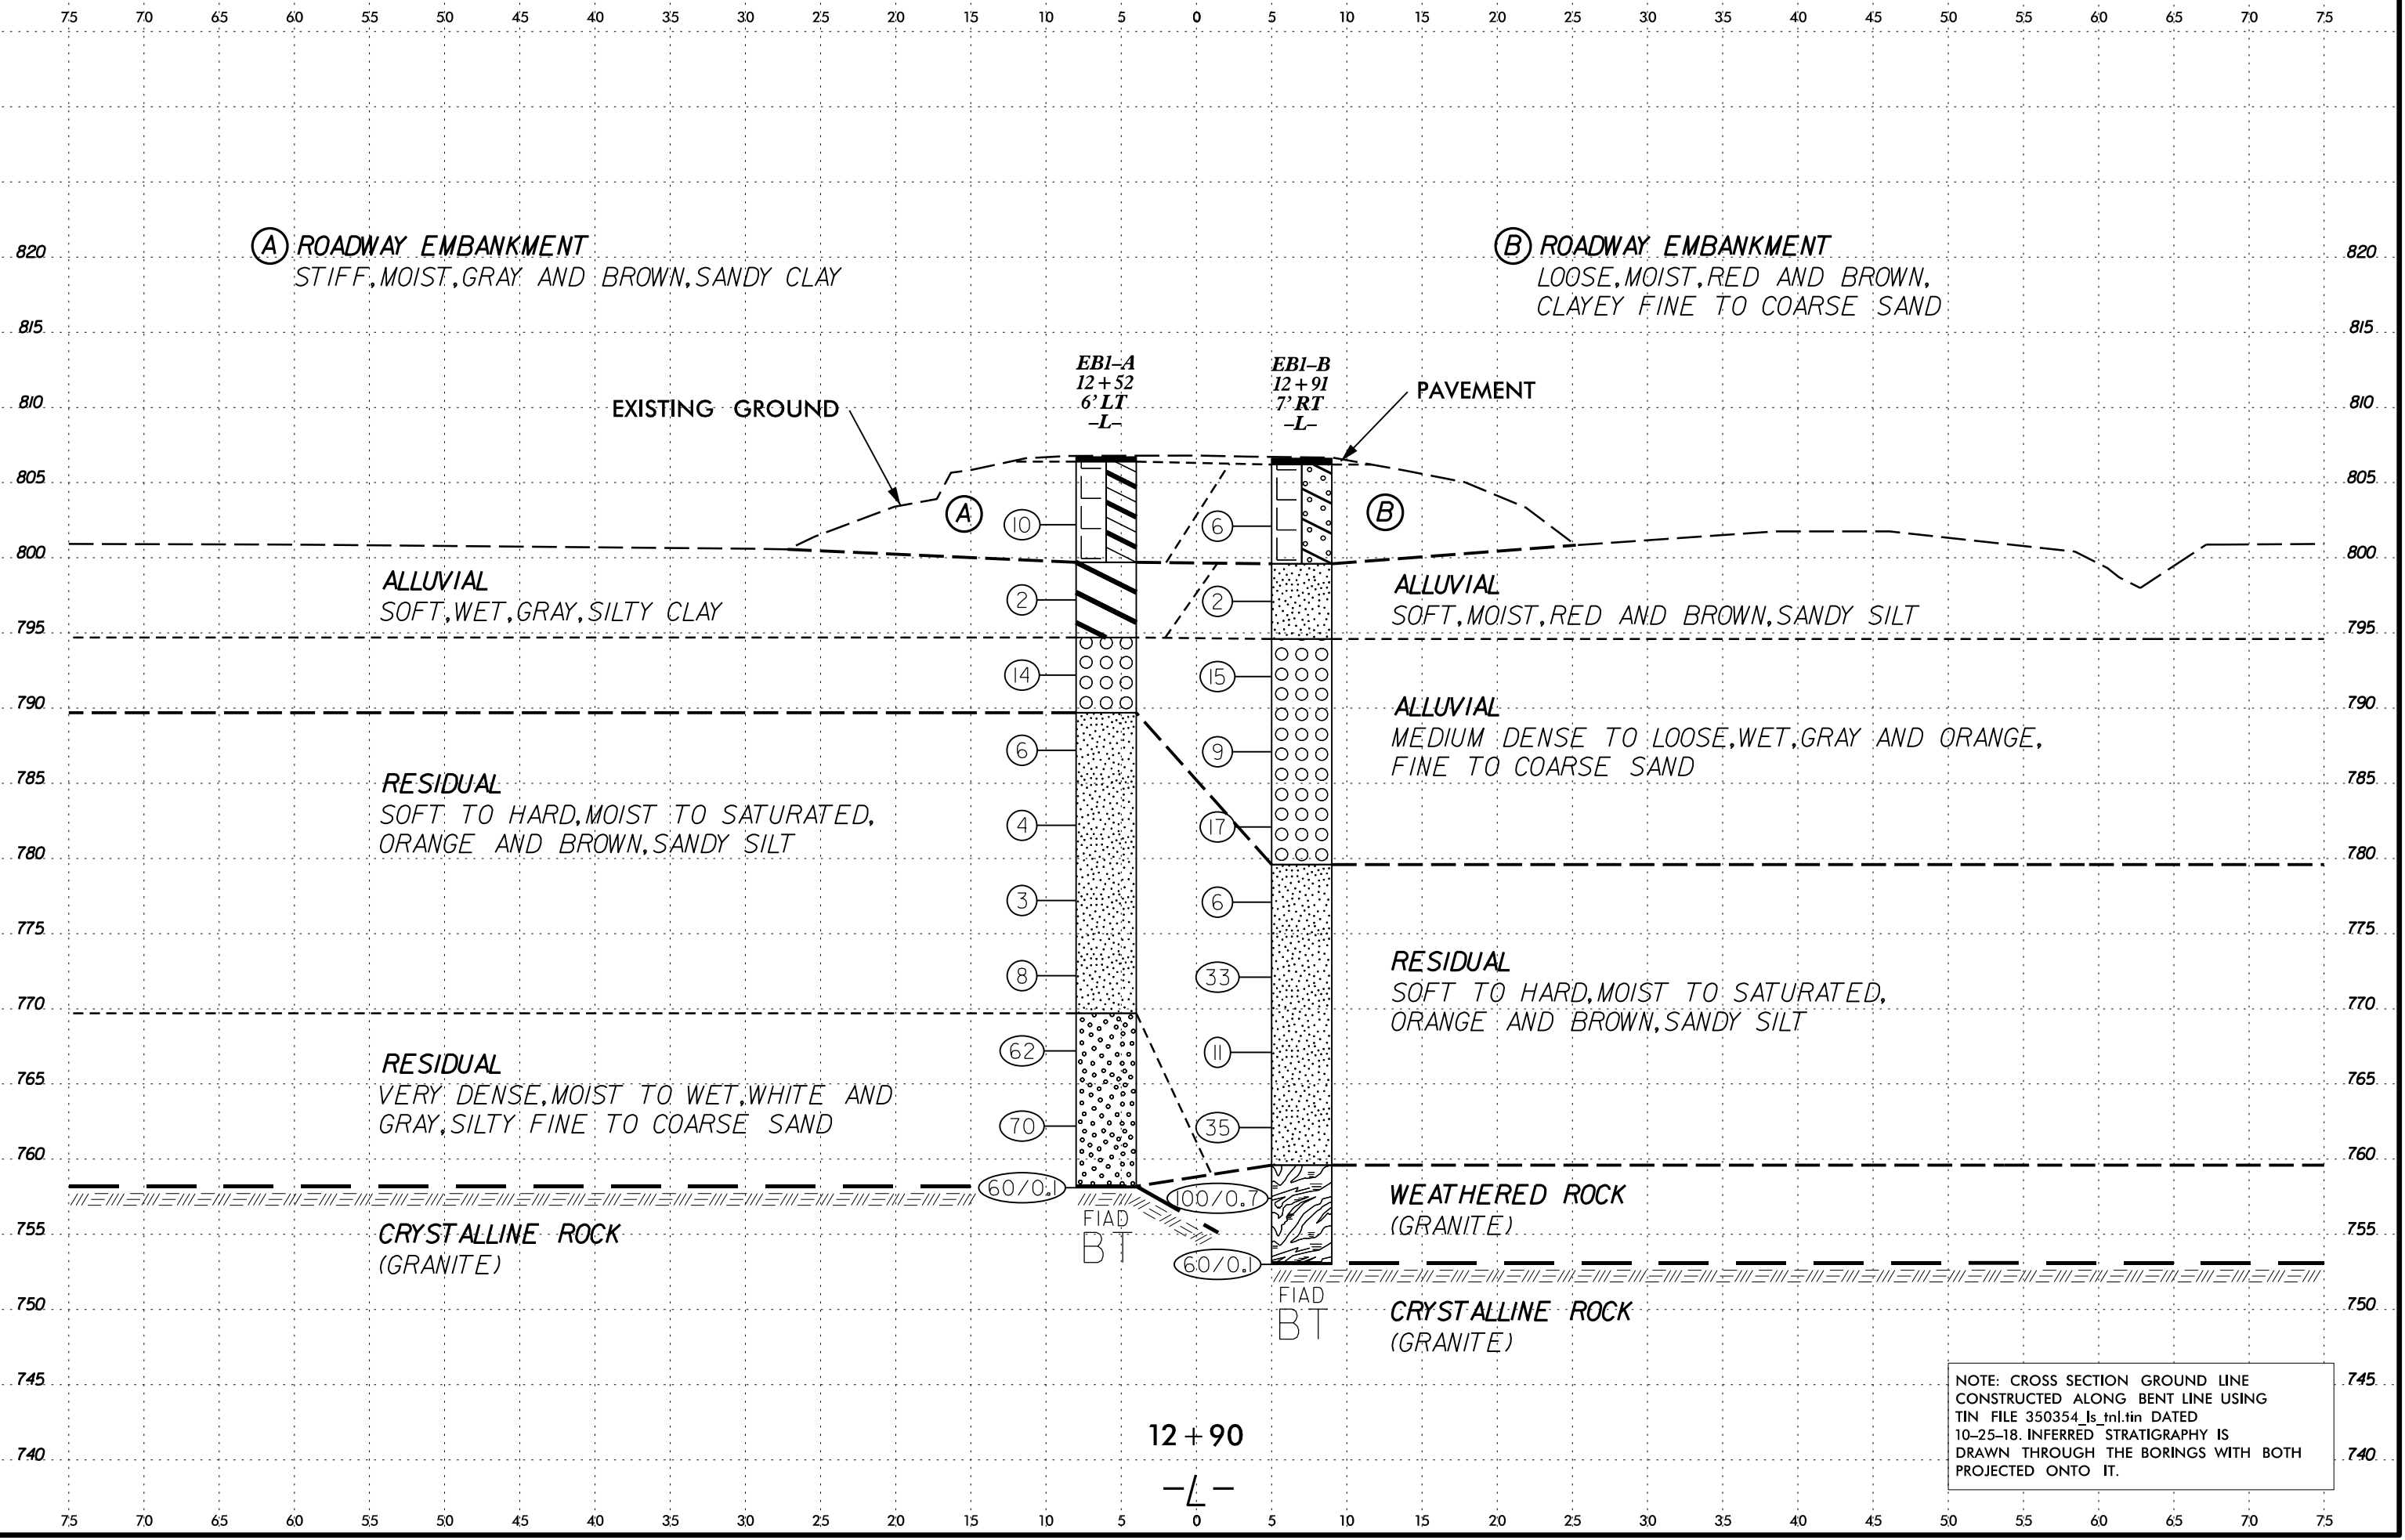 75 70 65 60 55 50 45 40 35 30 25 20 15 10 5 0 5 10 15 20 25 30 35 40 45 50 55 60 65 70 75
Ⓐ ROADWAY EMBANKMENT
STIFF, MOIST, GRAY AND BROWN, SANDY CLAY
Ⓑ ROADWAY EMBANKMENT
LOOSE, MOIST, RED AND BROWN,
CLAYEY FINE TO COARSE SAND
820 820
815 815
810 810
805 805
800 800
795 795
790 790
785 785
780 780
775 775
770 770
765 765
760 760
755 755
750 750
745 745
740 740
EB1–A
12+52
6' LT
–L–
EB1–B
12+91
7' RT
–L–
EXISTING GROUND
PAVEMENT
A
B
10
2
14
6
4
3
8
62
70
60/0.1
FIAD
BT
6
2
15
9
17
6
33
11
35
100/0.7
60/0.1
FIAD
BT
ALLUVIAL
SOFT, WET, GRAY, SILTY CLAY
RESIDUAL
SOFT TO HARD, MOIST TO SATURATED,
ORANGE AND BROWN, SANDY SILT
RESIDUAL
VERY DENSE, MOIST TO WET, WHITE AND
GRAY, SILTY FINE TO COARSE SAND
CRYSTALLINE ROCK
(GRANITE)
ALLUVIAL
SOFT, MOIST, RED AND BROWN, SANDY SILT
ALLUVIAL
MEDIUM DENSE TO LOOSE, WET, GRAY AND ORANGE,
FINE TO COARSE SAND
RESIDUAL
SOFT TO HARD, MOIST TO SATURATED,
ORANGE AND BROWN, SANDY SILT
WEATHERED ROCK
(GRANITE)
CRYSTALLINE ROCK
(GRANITE)
12+90
–L–
NOTE: CROSS SECTION GROUND LINE
CONSTRUCTED ALONG BENT LINE USING
TIN FILE 350354_ls_tnl.tin DATED
10–25–18. INFERRED STRATIGRAPHY IS
DRAWN THROUGH THE BORINGS WITH BOTH
PROJECTED ONTO IT.
75 70 65 60 55 50 45 40 35 30 25 20 15 10 5 0 5 10 15 20 25 30 35 40 45 50 55 60 65 70 75